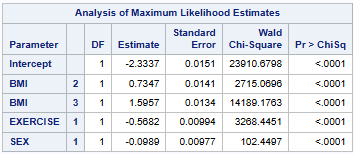 Analysis of Maximum Likelihood Estimates
Parameter DF Estimate Standard Error Wald Chi-Square Pr > ChiSq
Intercept 1 -2.3337 0.0151 23910.6798 <.0001
BMI 2 1 0.7347 0.0141 2715.0696 <.0001
BMI 3 1 1.5957 0.0134 14189.1763 <.0001
EXERCISE 1 1 -0.5682 0.00994 3268.4451 <.0001
SEX 1 1 -0.0989 0.00977 102.4497 <.0001